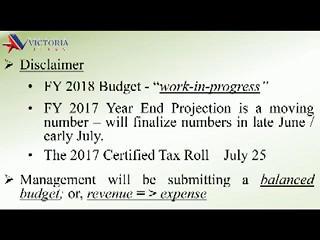 VICTORIA
TEXAS
➢ Disclaimer
• FY 2018 Budget - “work-in-progress”
• FY 2017 Year End Projection is a moving
number – will finalize numbers in late June /
early July.
• The 2017 Certified Tax Roll July 25
➢ Management will be submitting a balanced
budget; or, revenue = > expense